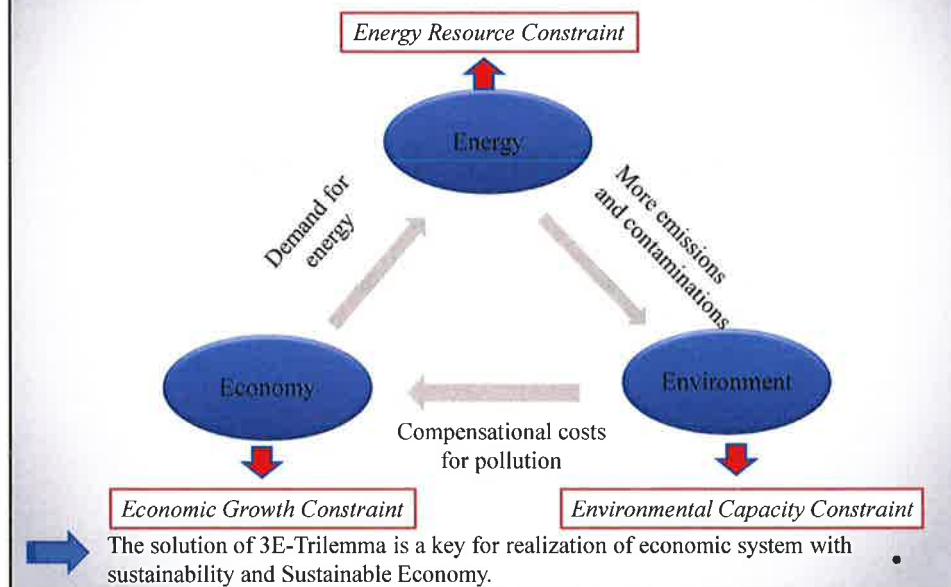 Energy Resource Constraint
Energy
Demand for
energy
More emissions
and contaminations
Economy
Environment
Compensational costs
for pollution
Economic Growth Constraint
Environmental Capacity Constraint
The solution of 3E-Trilemma is a key for realization of economic system with
sustainability and Sustainable Economy.